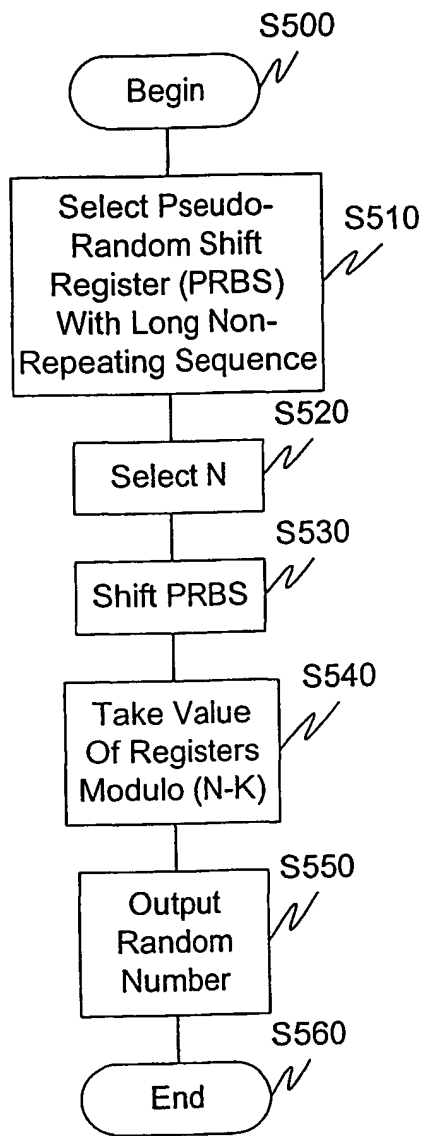 S500
Begin
Select Pseudo-
Random Shift
Register (PRBS)
With Long Non-
Repeating Sequence
S510
S520
Select N
S530
Shift PRBS
S540
Take Value
Of Registers
Modulo (N-K)
S550
Output
Random
Number
S560
End